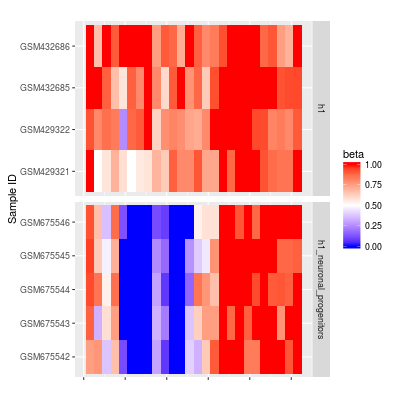 GSM432686
GSM432685
GSM429322
GSM429321
h1
GSM675546
GSM675545
GSM675544
GSM675543
GSM675542
h1_neuronal_progenitors
Sample ID
beta
1.00
0.75
0.50
0.25
0.00